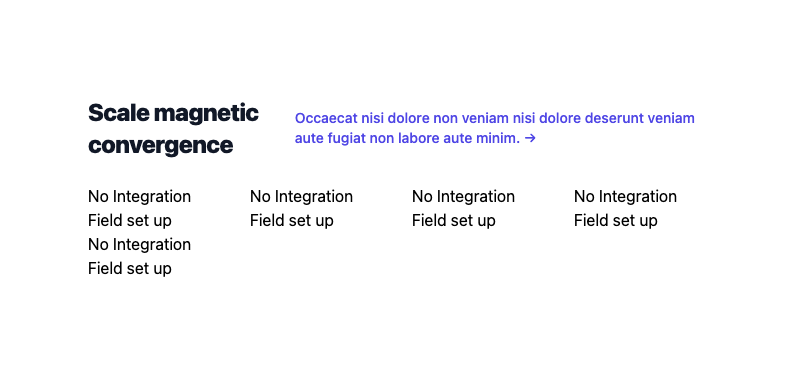 Scale magnetic
convergence
Occaecat nisi dolore non veniam nisi dolore deserunt veniam
aute fugiat non labore aute minim. →
No Integration
Field set up
No Integration
Field set up
No Integration
Field set up
No Integration
Field set up
No Integration
Field set up